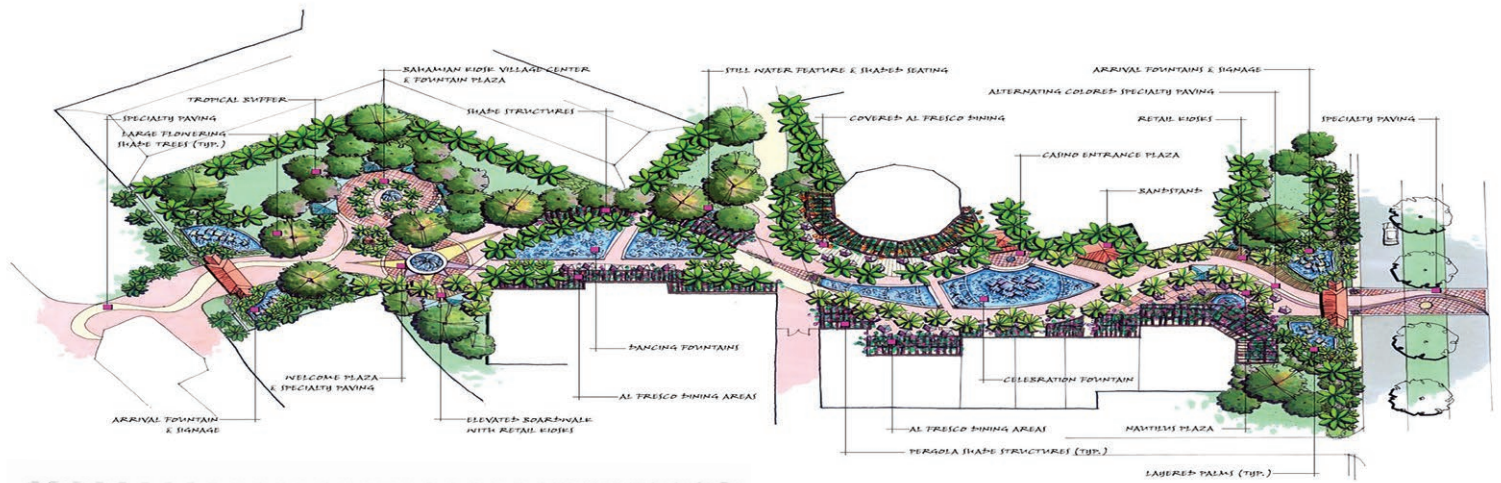 BAHAMIAN KIOSK VILLAGE CENTER
& FOUNTAIN PLAZA
STILL WATER FEATURE & SHADED SEATING
ARRIVAL FOUNTAINS & SIGNAGE
TROPICAL BUFFER
SHADE STRUCTURES
ALTERNATING COLORED SPECIALTY PAVING
SPECIALTY PAVING
COVERED AL FRESCO DINING
RETAIL KIOSKS
SPECIALTY PAVING
LARGE FLOWERING
SHADE TREES (TYP.)
CASINO ENTRANCE PLAZA
BANDSTAND
DANCING FOUNTAINS
WELCOME PLAZA
& SPECIALTY PAVING
CELEBRATION FOUNTAIN
AL FRESCO DINING AREAS
ARRIVAL FOUNTAIN
& SIGNAGE
ELEVATED BOARDWALK
WITH RETAIL KIOSKS
AL FRESCO DINING AREAS
NAUTILUS PLAZA
PERGOLA SHADE STRUCTURES (TYP.)
LAYERED PALMS (TYP.)